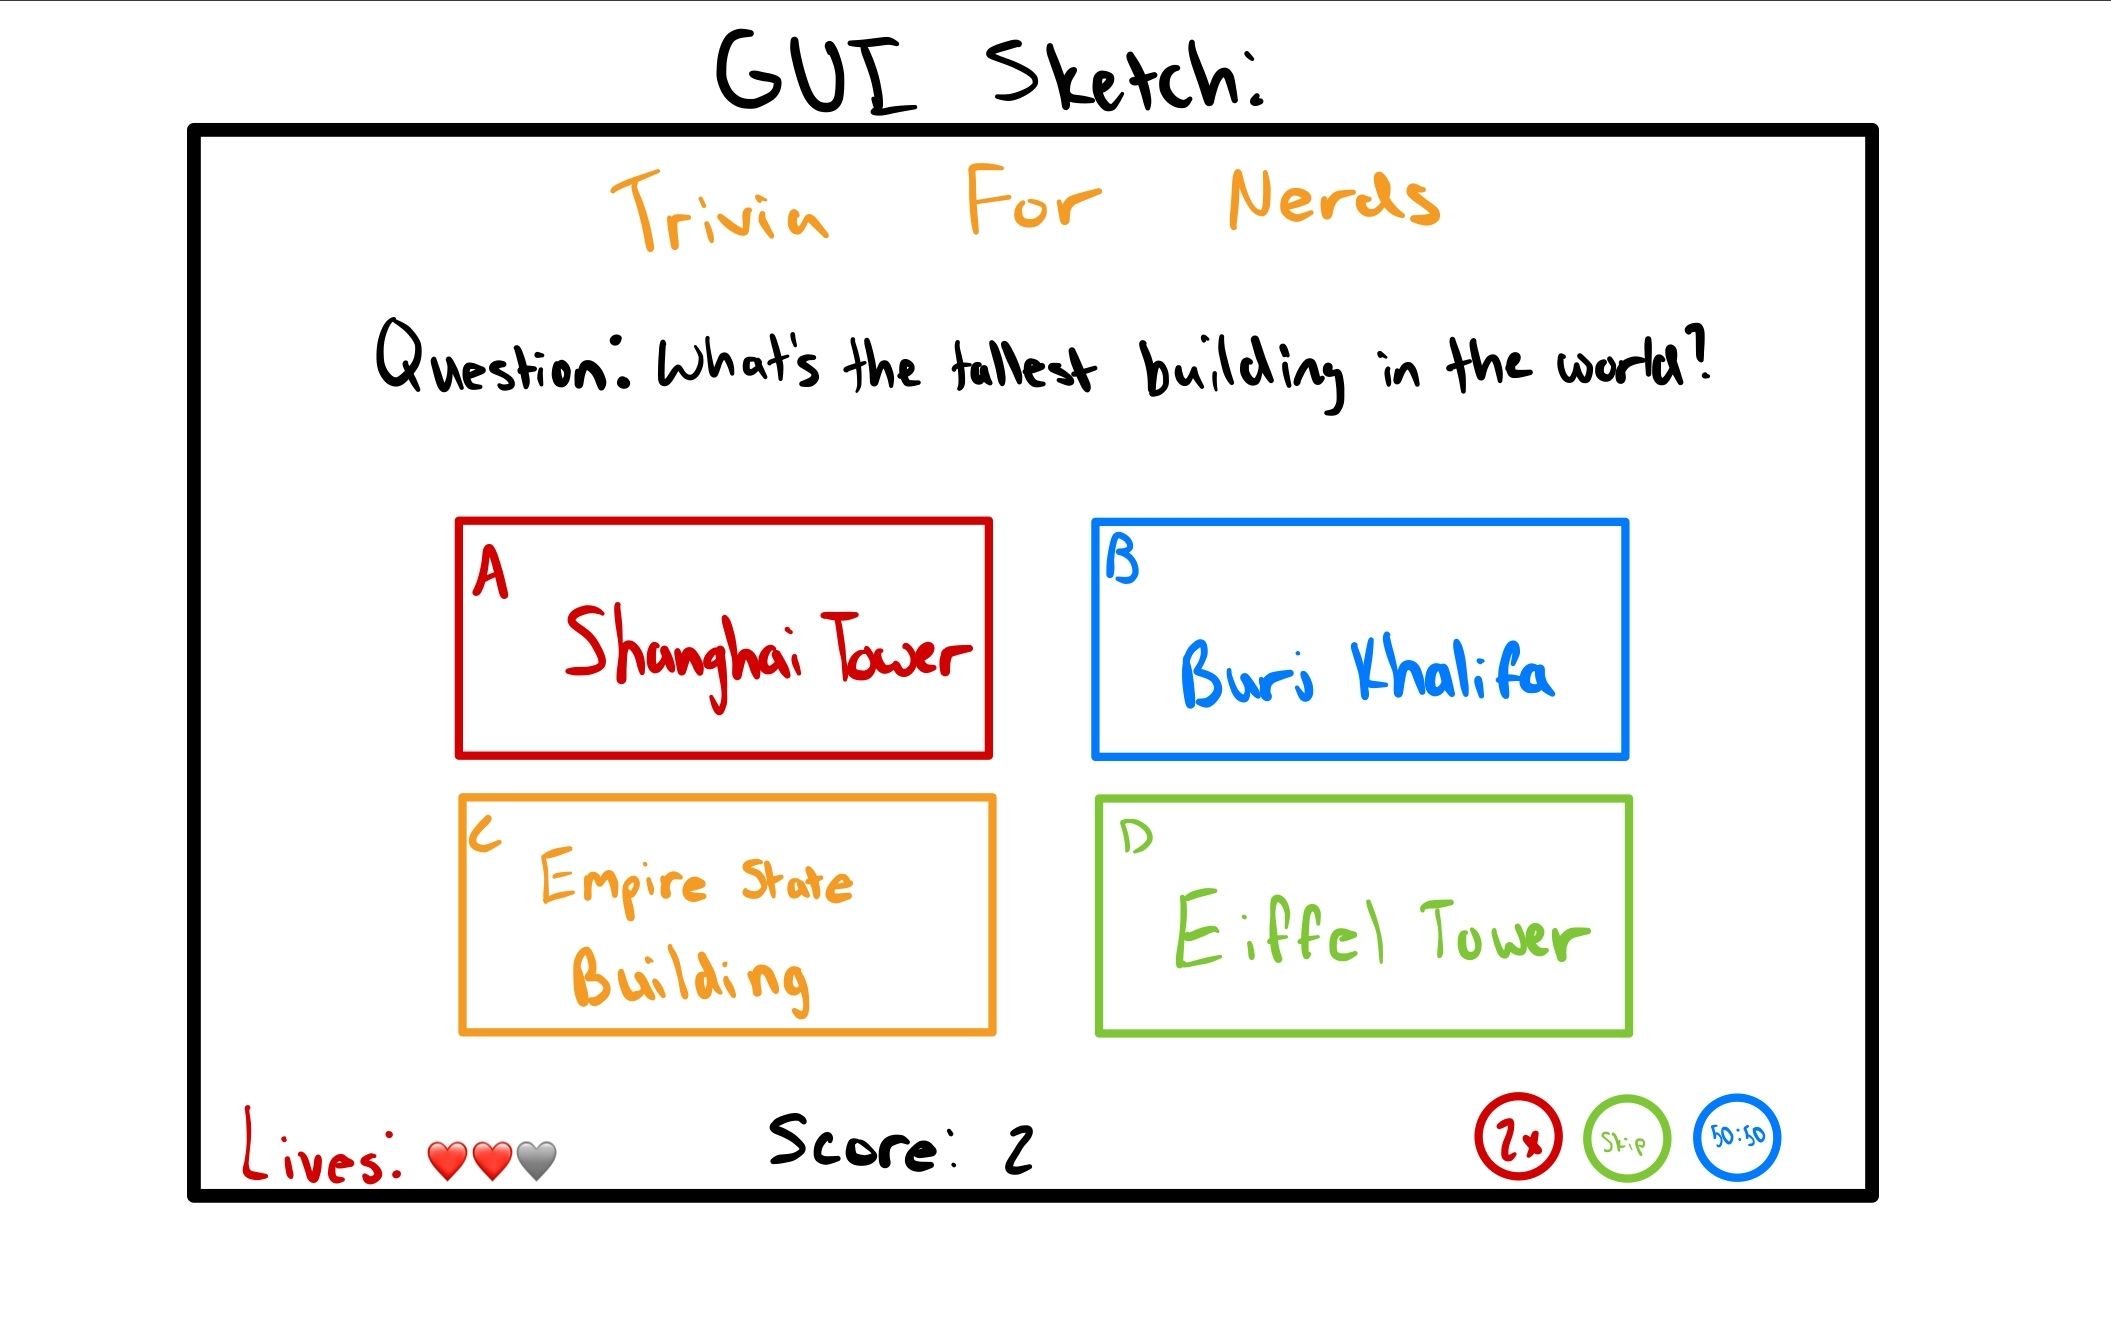 GUI Sketch:
Trivia For Nerds
Question: What's the tallest building in the world?
A
Shanghai Tower
B
Burj Khalifa
C
Empire State
Building
D
Eiffel Tower
Lives: ❤️❤️🩶
Score: 2
2x
Skip
50:50